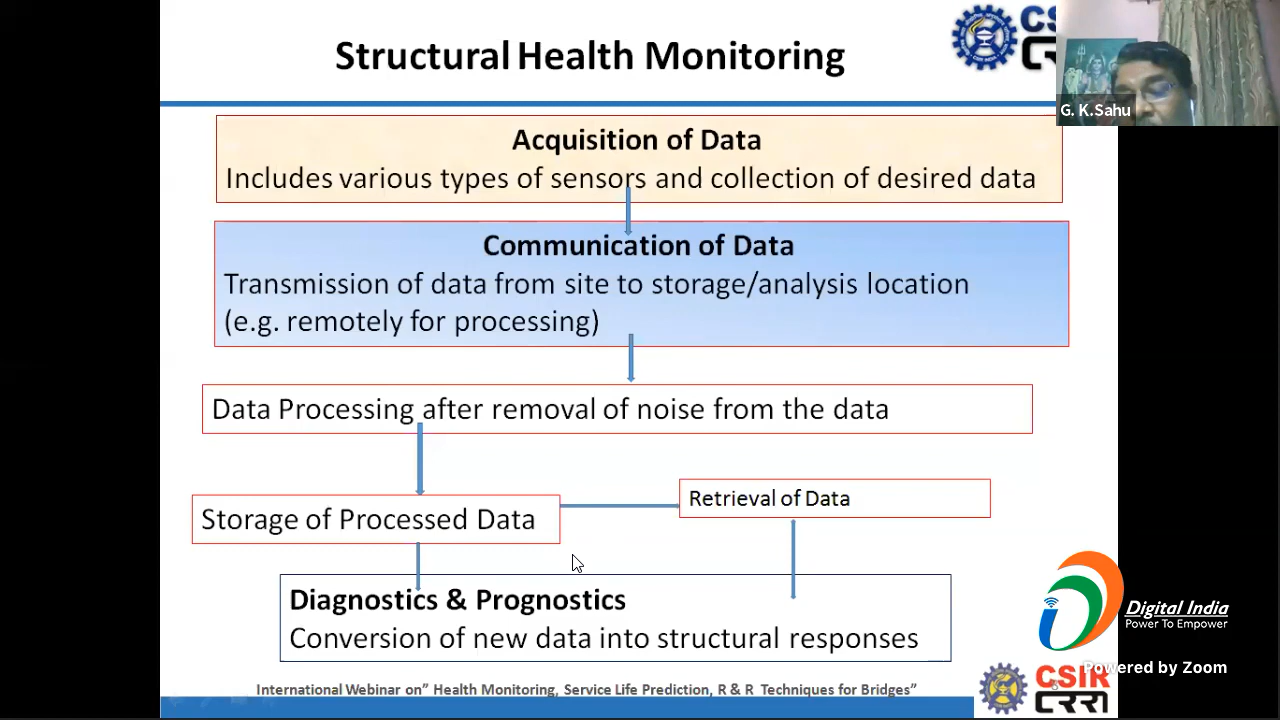 Structural Health Monitoring
CS
G. K.Sahu
Acquisition of Data
Includes various types of sensors and collection of desired data
Communication of Data
Transmission of data from site to storage/analysis location
(e.g. remotely for processing)
Data Processing after removal of noise from the data
Storage of Processed Data
Retrieval of Data
Diagnostics & Prognostics
Conversion of new data into structural responses
Digital India
Power To Empower
Powered by Zoom
International Webinar on” Health Monitoring, Service Life Prediction, R & R Techniques for Bridges”
CSIR